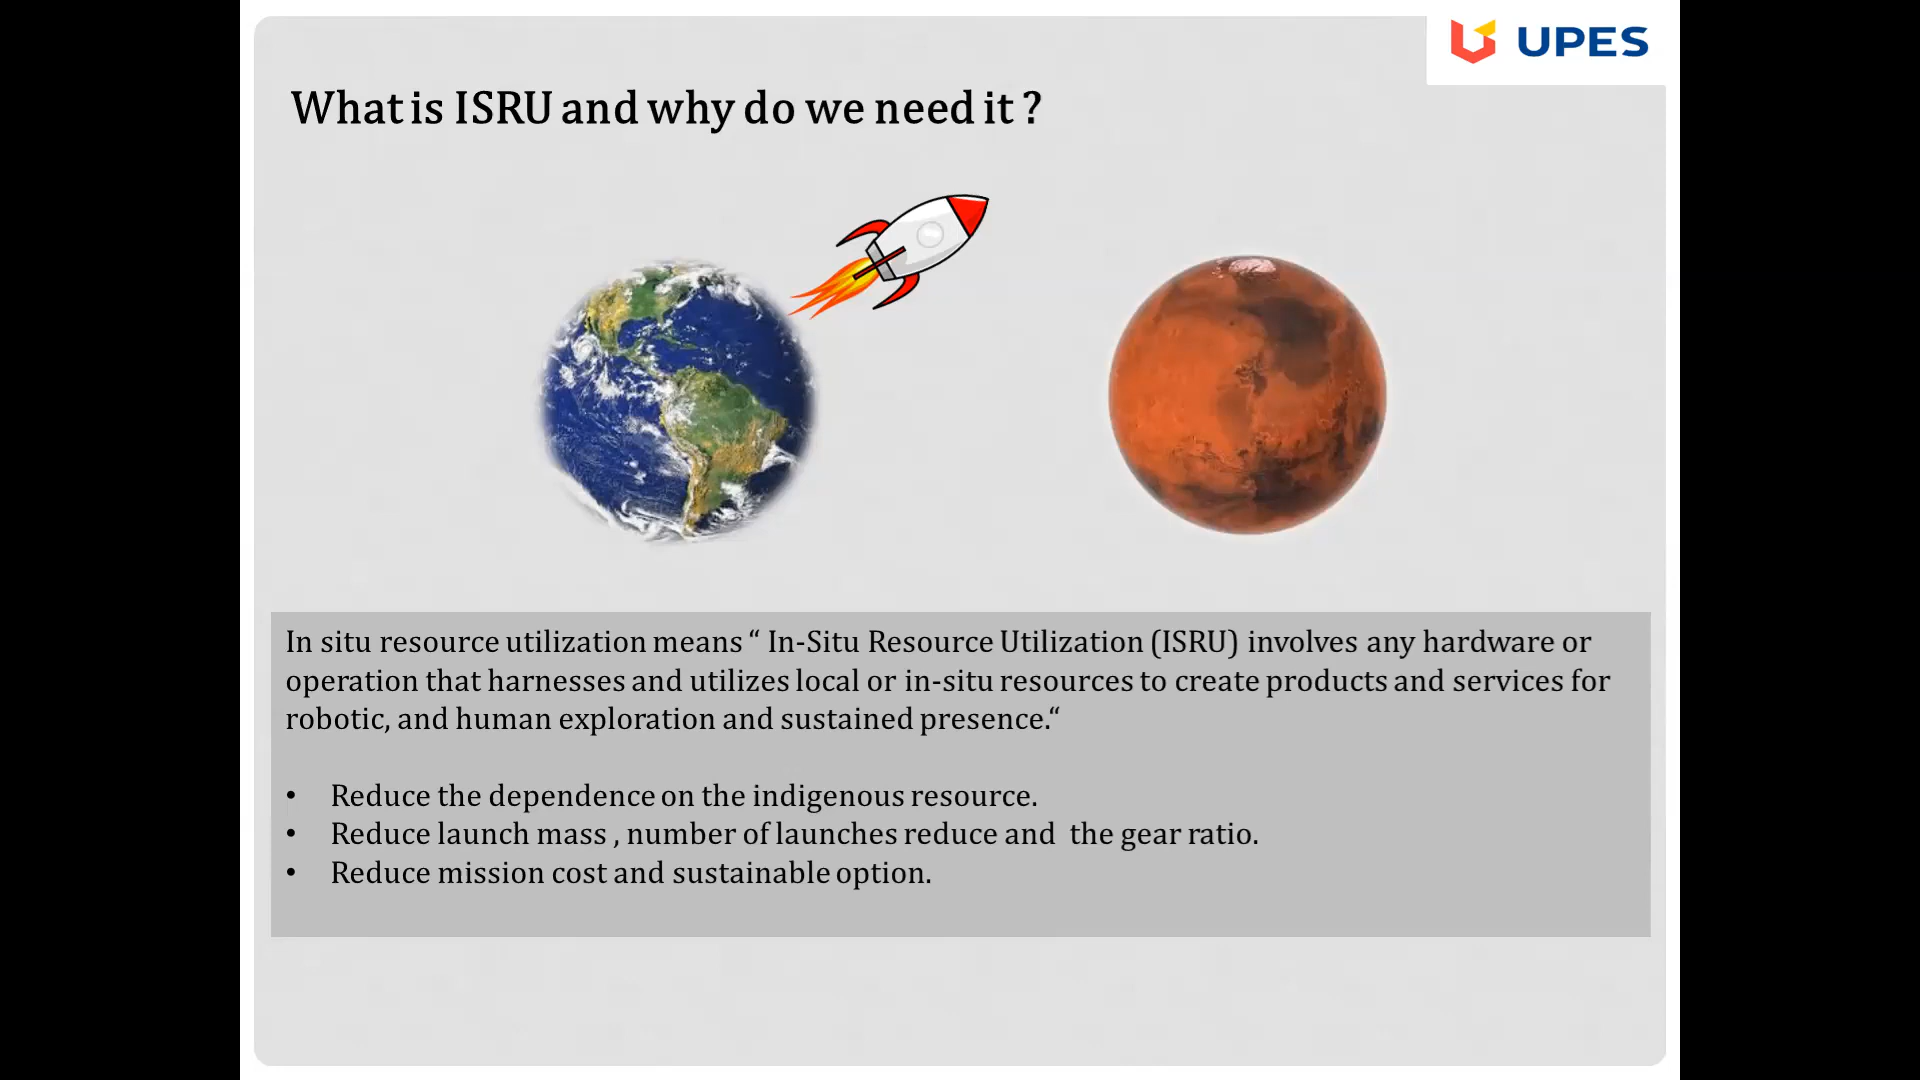 UPES
What is ISRU and why do we need it ?
In situ resource utilization means “ In-Situ Resource Utilization (ISRU) involves any hardware or
operation that harnesses and utilizes local or in-situ resources to create products and services for
robotic, and human exploration and sustained presence.“
• Reduce the dependence on the indigenous resource.
• Reduce launch mass , number of launches reduce and  the gear ratio.
• Reduce mission cost and sustainable option.